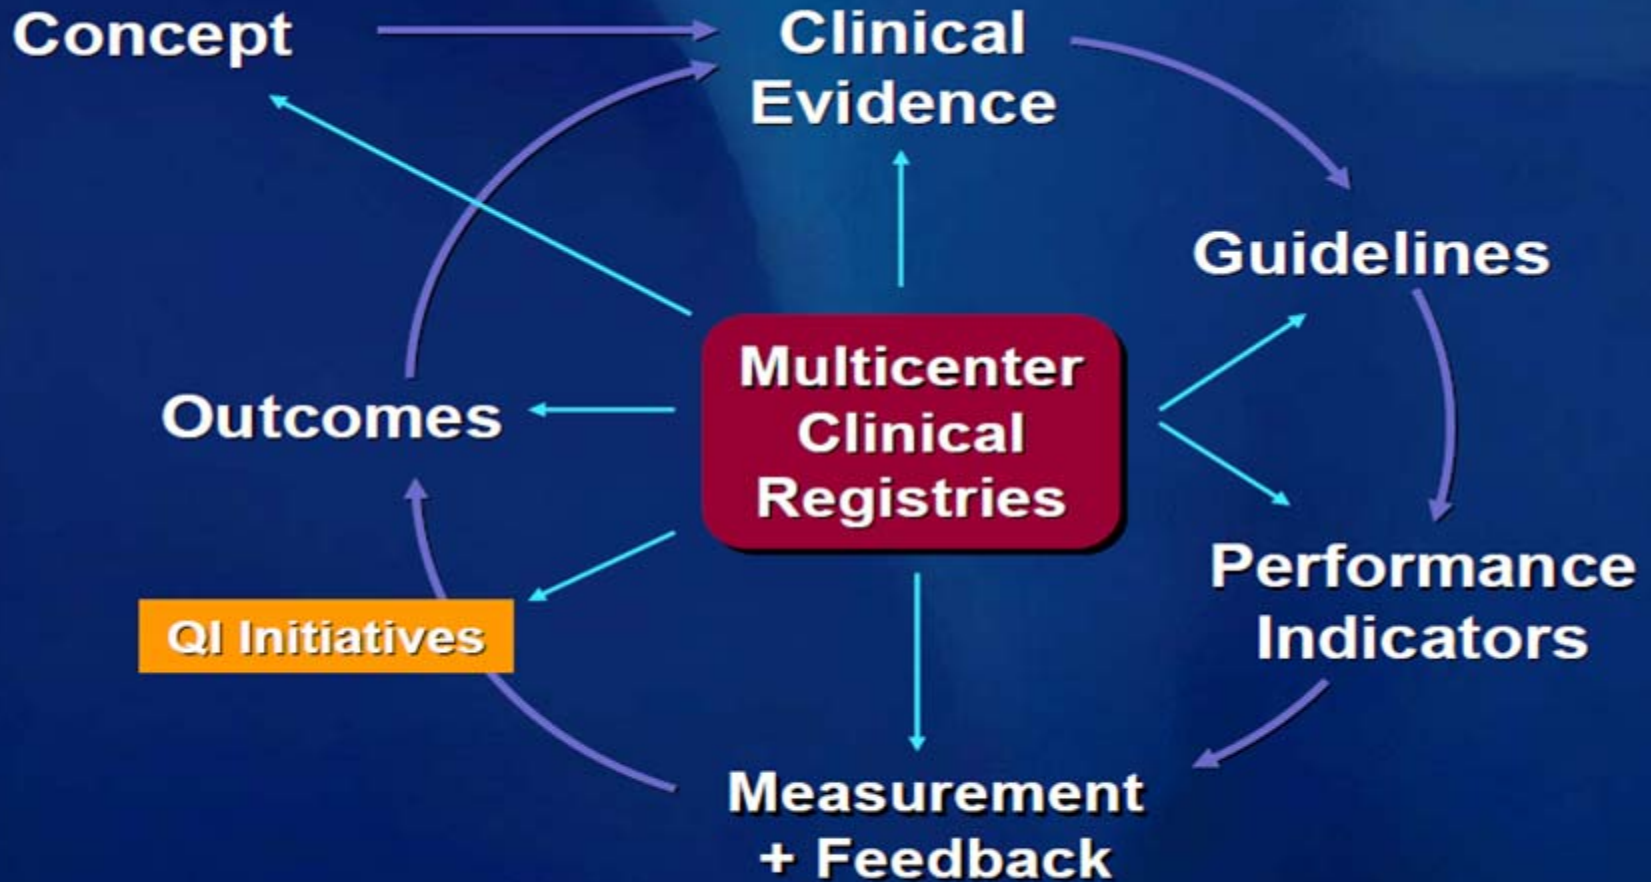 Concept
Clinical
Evidence
Guidelines
Multicenter
Clinical
Registries
Outcomes
Performance
Indicators
QI Initiatives
Measurement
+ Feedback